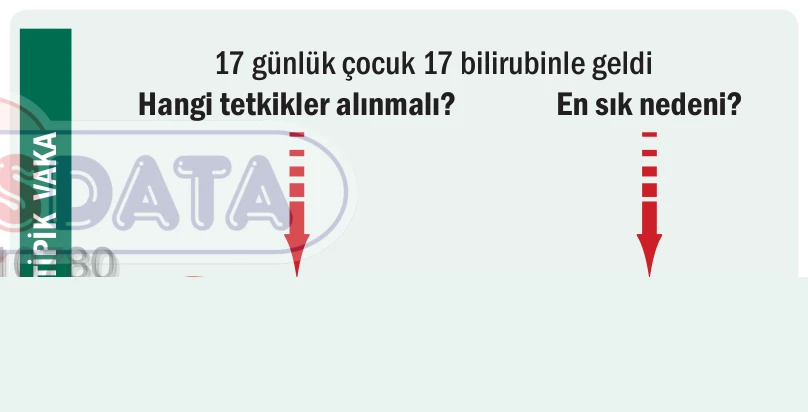 17 günlük çocuk 17 bilirubinle geldi
Hangi tetkikler alınmalı?
En sık nedeni?
TİPİK VAKA
DATA